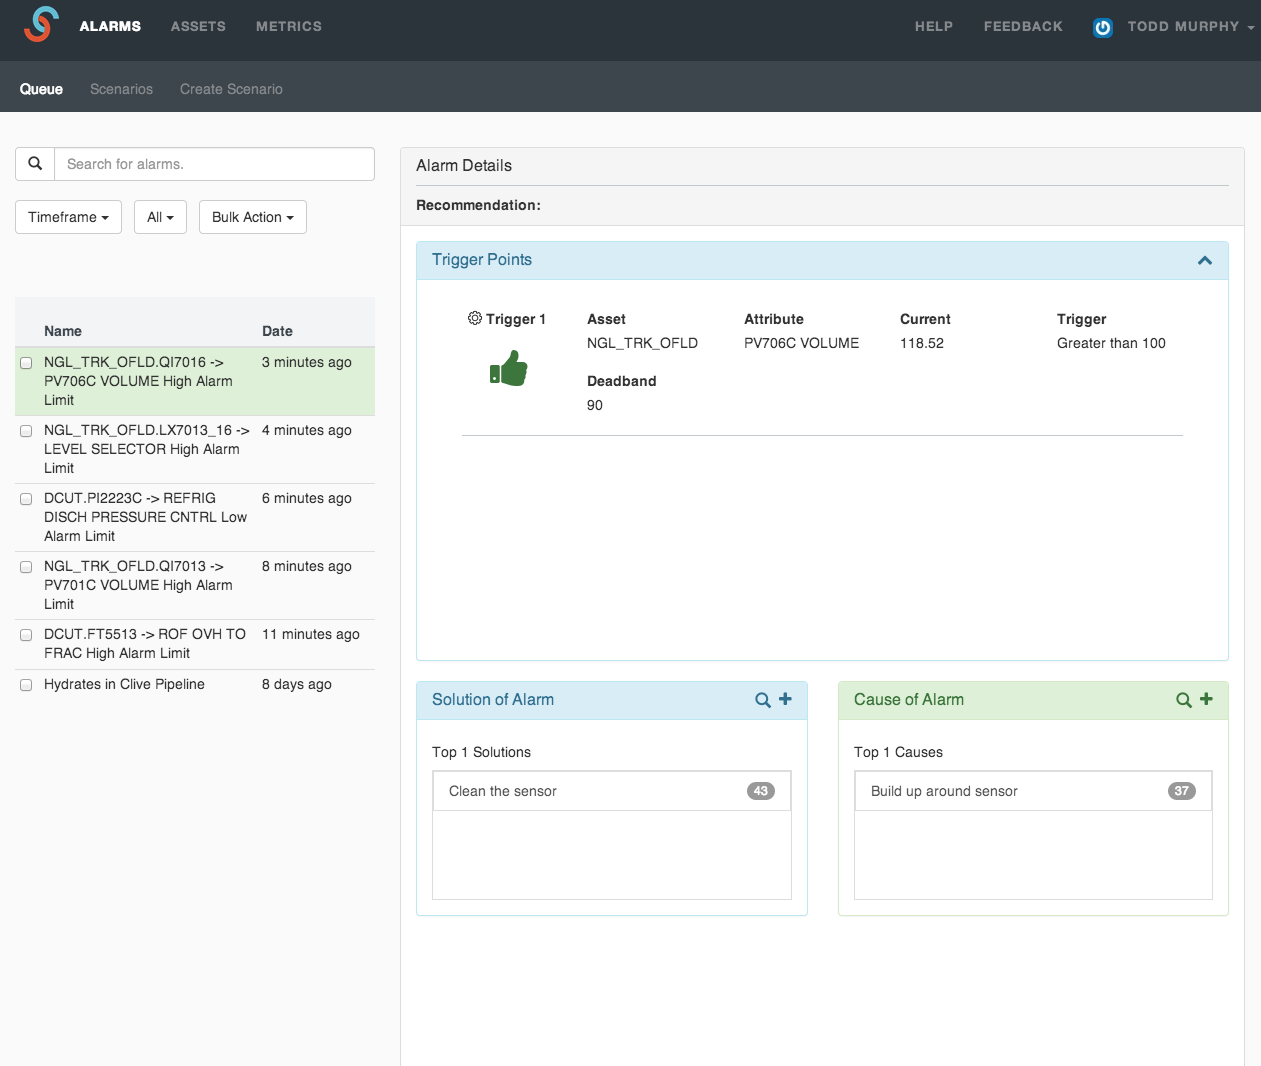 ALARMS ASSETS METRICS HELP FEEDBACK TODD MURPHY
Queue Scenarios Create Scenario
Search for alarms.
Timeframe All Bulk Action
Name Date
NGL_TRK_OFLD.QI7016 -> 3 minutes ago
PV706C VOLUME High Alarm
Limit
NGL_TRK_OFLD.LX7013_16 -> 4 minutes ago
LEVEL SELECTOR High Alarm
Limit
DCUT.PI2223C -> REFRIG 6 minutes ago
DISCH PRESSURE CNTRL Low
Alarm Limit
NGL_TRK_OFLD.QI7013 -> 8 minutes ago
PV701C VOLUME High Alarm
Limit
DCUT.FT5513 -> ROF OVH TO 11 minutes ago
FRAC High Alarm Limit
Hydrates in Clive Pipeline 8 days ago
Alarm Details
Recommendation:
Trigger Points
Trigger 1 Asset Attribute Current Trigger
NGL_TRK_OFLD PV706C VOLUME 118.52 Greater than 100
Deadband
90
Solution of Alarm
Top 1 Solutions
Clean the sensor 43
Cause of Alarm
Top 1 Causes
Build up around sensor 37